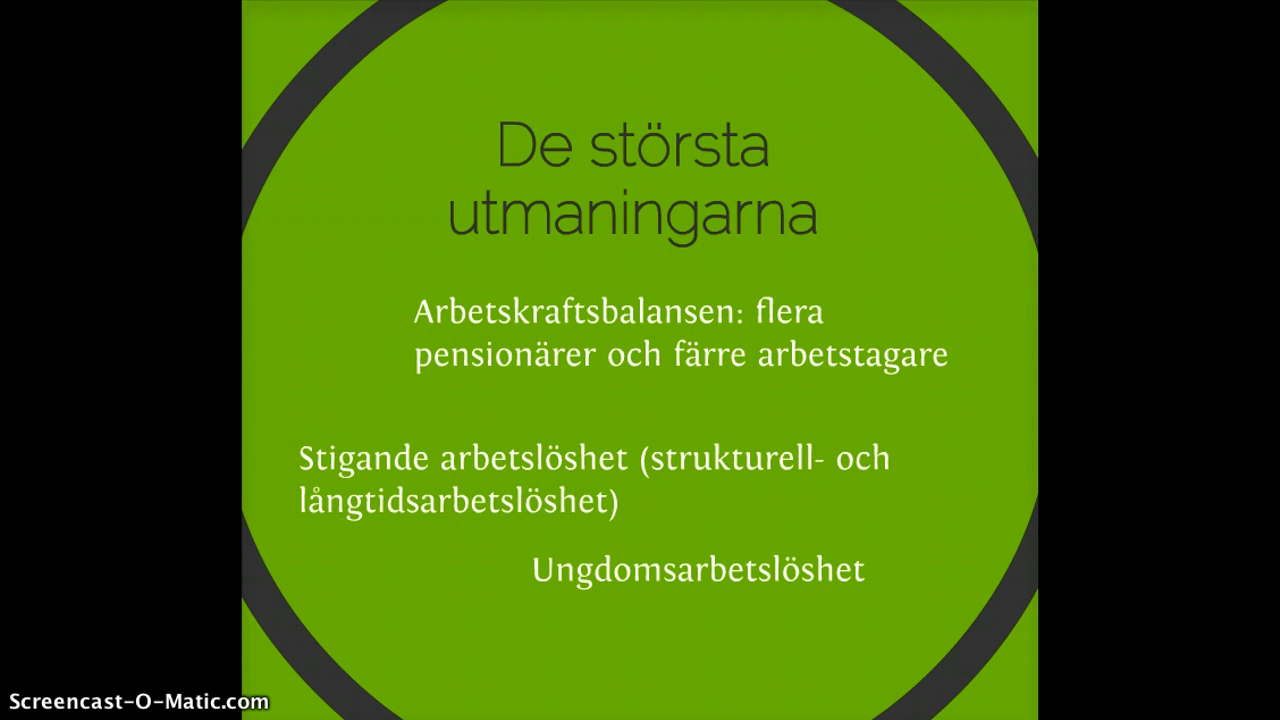 De största
utmaningarna
Arbetskraftsbalansen: flera
pensionärer och färre arbetstagare
Stigande arbetslöshet (strukturell- och
långtidsarbetslöshet)
Ungdomsarbetslöshet
Screencast-O-Matic.com